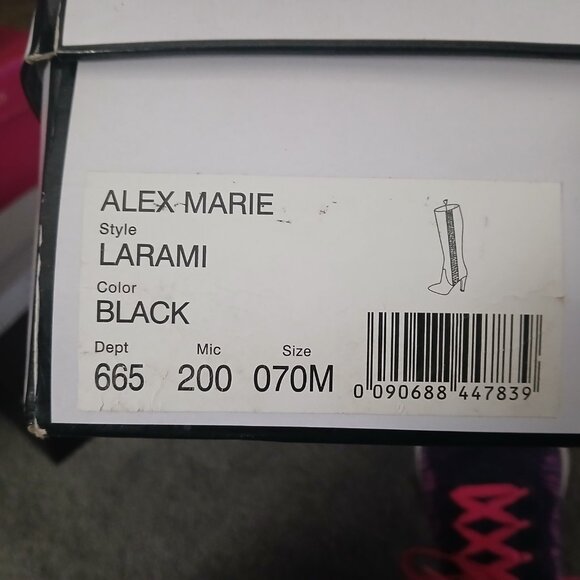 ALEX MARIE
Style
LARAMI
Color
BLACK
Dept Mic Size
665 200 070M
0 090688 447839